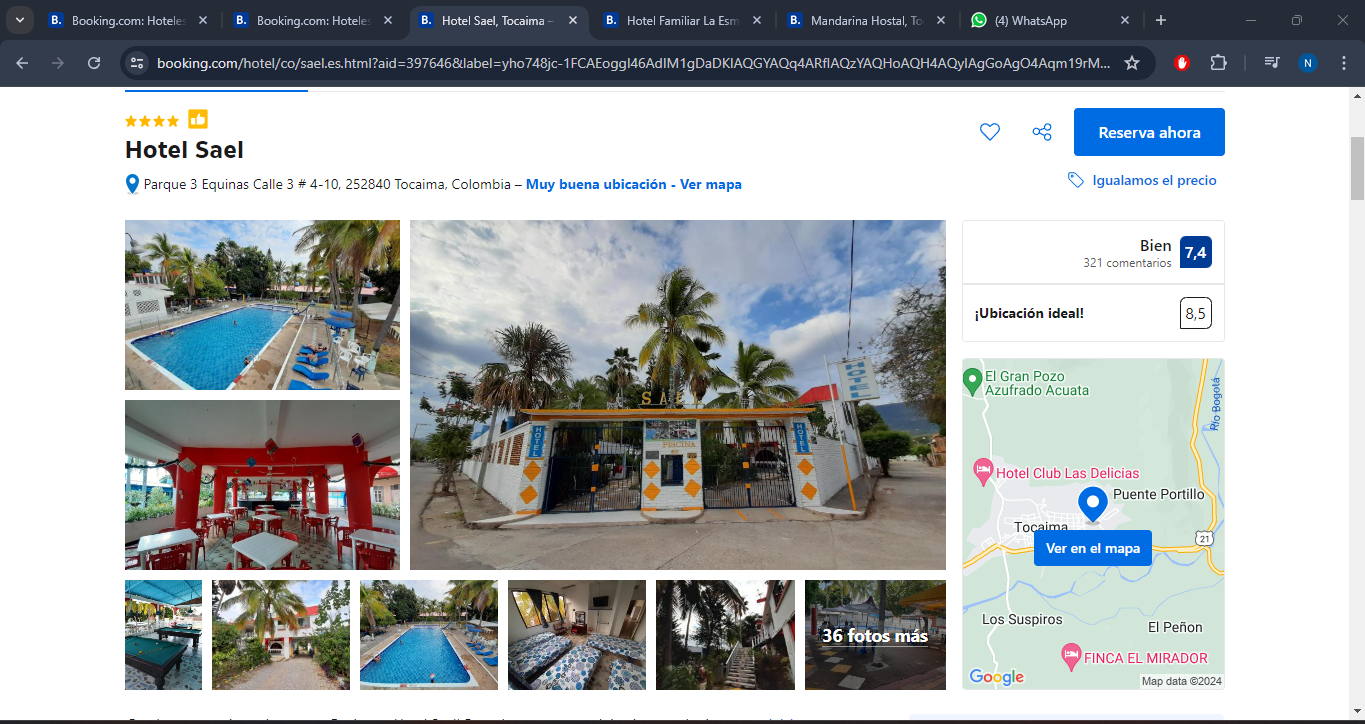 Booking.com: Hoteles
Booking.com: Hoteles
Hotel Sael, Tocaima –
Hotel Familiar La Esm
Mandarina Hostal, To
(4) WhatsApp
booking.com/hotel/co/sael.es.html?aid=397646&label=yho748jc-1FCAEoggI46AdIM1gDaDKIAQGYAQq4ARfIAQzYAQHoAQH4AQyIAgGoAgO4Aqm19rM...
N
Hotel Sael
Reserva ahora
Parque 3 Equinas Calle 3 # 4-10, 252840 Tocaima, Colombia – Muy buena ubicación - Ver mapa
Igualamos el precio
Bien
321 comentarios
7,4
¡Ubicación ideal!
8,5
SAEL
HOTEL
HOTEL
PISCINA
HOTEL
El Gran Pozo
Azufrado Acuata
Río Bogotá
Hotel Club Las Delicias
Puente Portillo
Tocaima
21
Ver en el mapa
Los Suspiros
El Peñon
FINCA EL MIRADOR
Google
Map data ©2024
36 fotos más